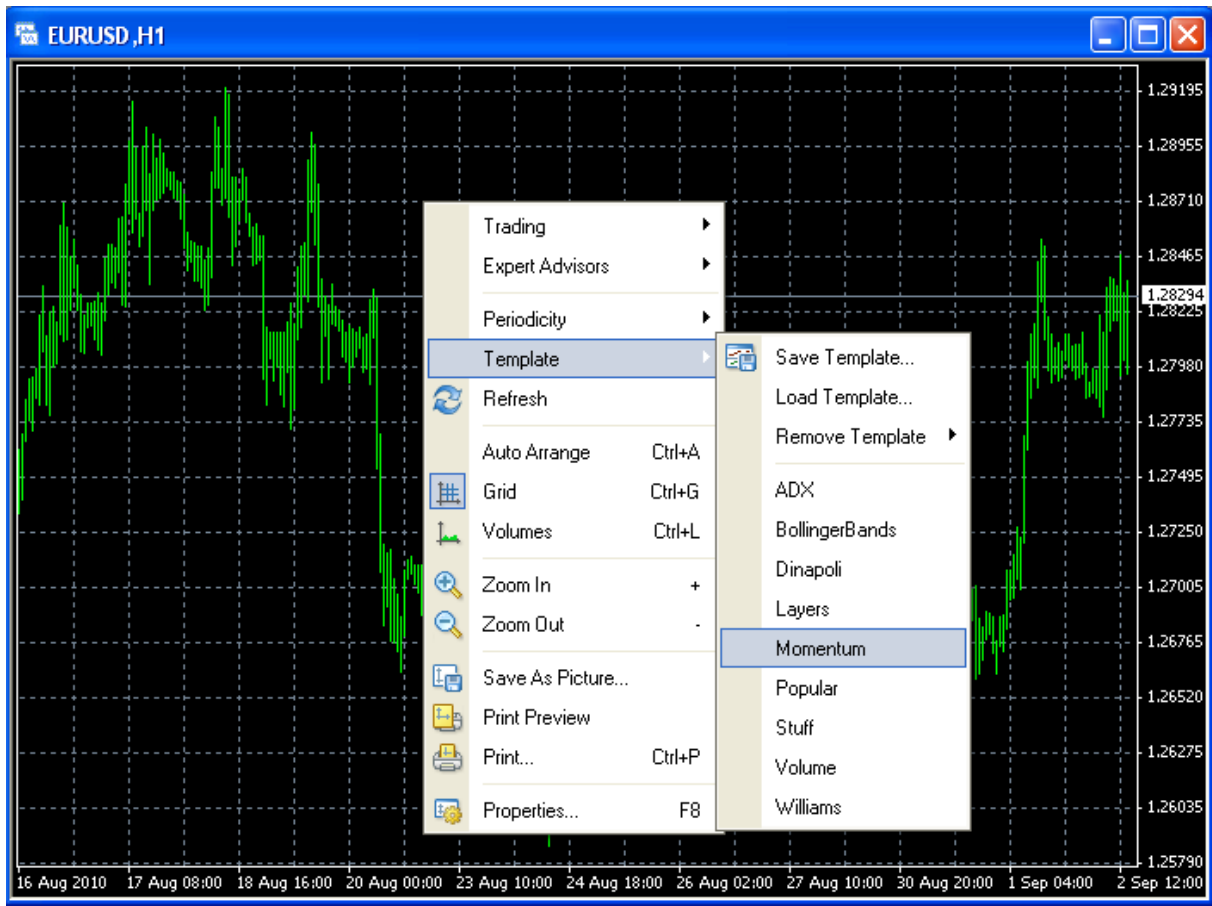 EURUSD,H1
1.29195
1.28955
1.28710
1.28465
1.28294
1.28225
1.27980
1.27735
1.27495
1.27250
1.27005
1.26765
1.26520
1.26275
1.26035
1.25790
Trading
Expert Advisors
Periodicity
Template
Refresh
Auto Arrange Ctrl+A
Grid Ctrl+G
Volumes Ctrl+L
Zoom In +
Zoom Out -
Save As Picture...
Print Preview
Print... Ctrl+P
Properties... F8
Save Template...
Load Template...
Remove Template
ADX
BollingerBands
Dinapoli
Layers
Momentum
Popular
Stuff
Volume
Williams
16 Aug 2010 17 Aug 08:00 18 Aug 16:00 20 Aug 00:00 23 Aug 10:00 24 Aug 18:00 26 Aug 02:00 27 Aug 10:00 30 Aug 20:00 1 Sep 04:00 2 Sep 12:00